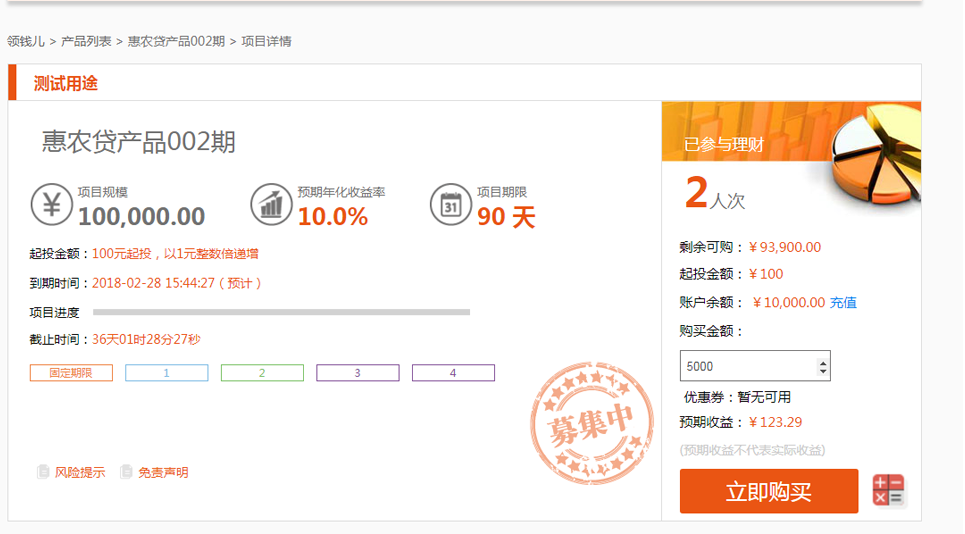 领钱儿 > 产品列表 > 惠农贷产品002期 > 项目详情
测试用途
惠农贷产品002期
项目规模
100,000.00
预期年化收益率
10.0%
31
项目期限
90 天
起投金额：100元起投，以1元整数倍递增
到期时间：2018-02-28 15:44:27（预计）
项目进度
截止时间：36天01时28分27秒
固定期限 1 2 3 4
募集中
风险提示 免责声明
已参与理财
2人次
剩余可购：￥93,900.00
起投金额：￥100
账户余额：￥10,000.00 充值
购买金额：
5000
优惠券：暂无可用
预期收益：￥123.29
(预期收益不代表实际收益)
立即购买